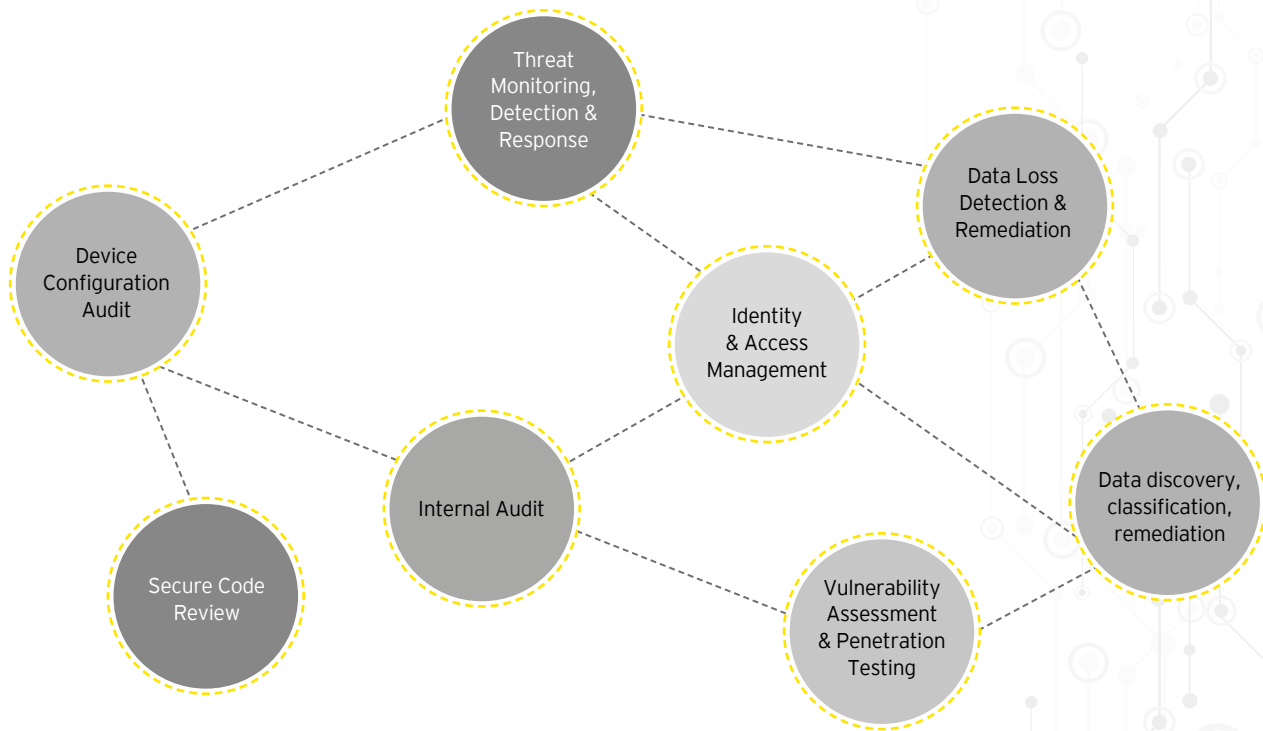 Threat
Monitoring,
Detection &
Response
Data Loss
Detection &
Remediation
Device
Configuration
Audit
Identity
& Access
Management
Internal Audit
Data discovery,
classification,
remediation
Secure Code
Review
Vulnerability
Assessment
& Penetration
Testing